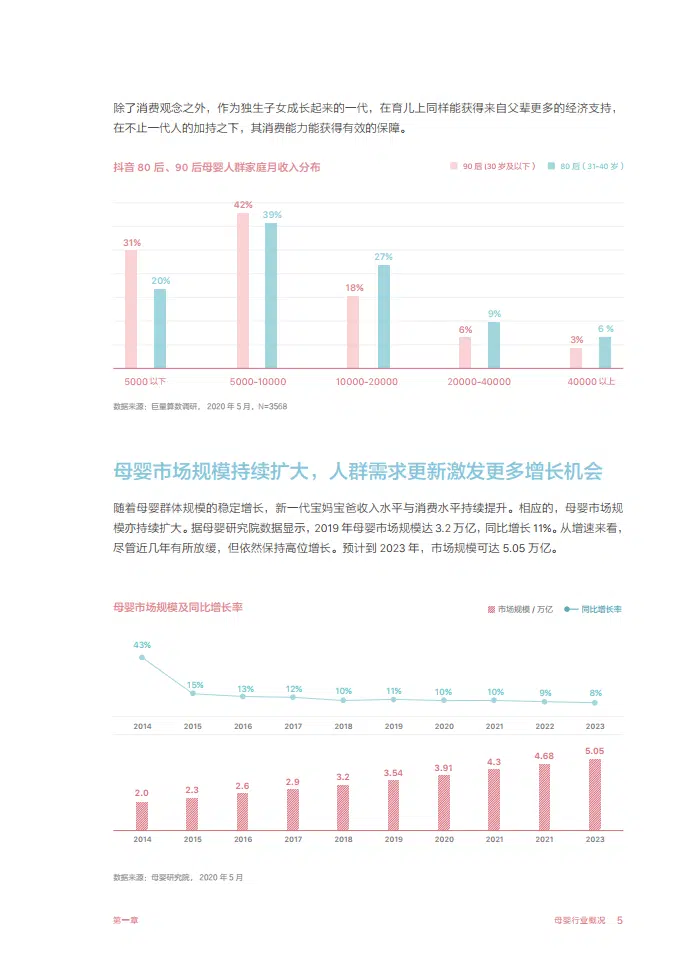 除了消费观念之外，作为独生子女成长起来的一代，在育儿上同样能获得来自父辈更多的经济支持，
在不止一代人的加持之下，其消费能力能获得有效的保障。
抖音 80 后、90 后母婴人群家庭月收入分布
90 后 (30 岁及以下) 80 后 (31-40 岁)
42% 39%
31% 20% 18% 27% 6% 9% 3% 6 %
5000 以下 5000-10000 10000-20000 20000-40000 40000 以上
数据来源：巨量算数调研，2020 年 5 月，N=3568
母婴市场规模持续扩大，人群需求更新激发更多增长机会
随着母婴群体规模的稳定增长，新一代宝妈宝爸收入水平与消费水平持续提升。相应的，母婴市场规
模亦持续扩大。据母婴研究院数据显示，2019 年母婴市场规模达 3.2 万亿，同比增长 11%。从增速来看，
尽管近几年有所放缓，但依然保持高位增长。预计到 2023 年，市场规模可达 5.05 万亿。
母婴市场规模及同比增长率
市场规模 / 万亿 同比增长率
43% 15% 13% 12% 10% 11% 10% 10% 9% 8%
2014 2015 2016 2017 2018 2019 2020 2021 2022 2023
2.0 2.3 2.6 2.9 3.2 3.54 3.91 4.3 4.68 5.05
2014 2015 2016 2017 2018 2019 2020 2021 2021 2023
数据来源：母婴研究院，2020 年 5 月
第一章 母婴行业概况 5